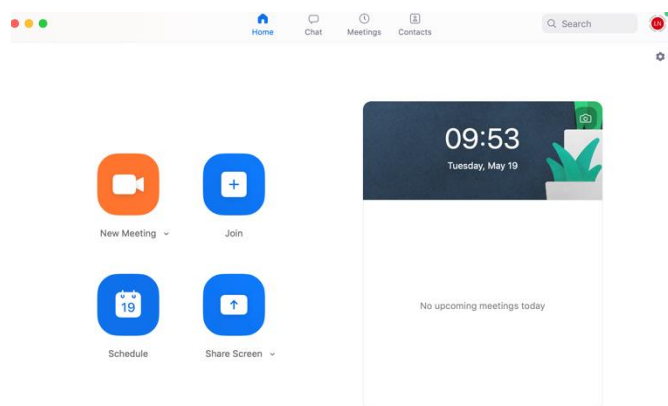 Home Chat Meetings Contacts
Search
LN
09:53
Tuesday, May 19
New Meeting
Join
19
Schedule
Share Screen
No upcoming meetings today